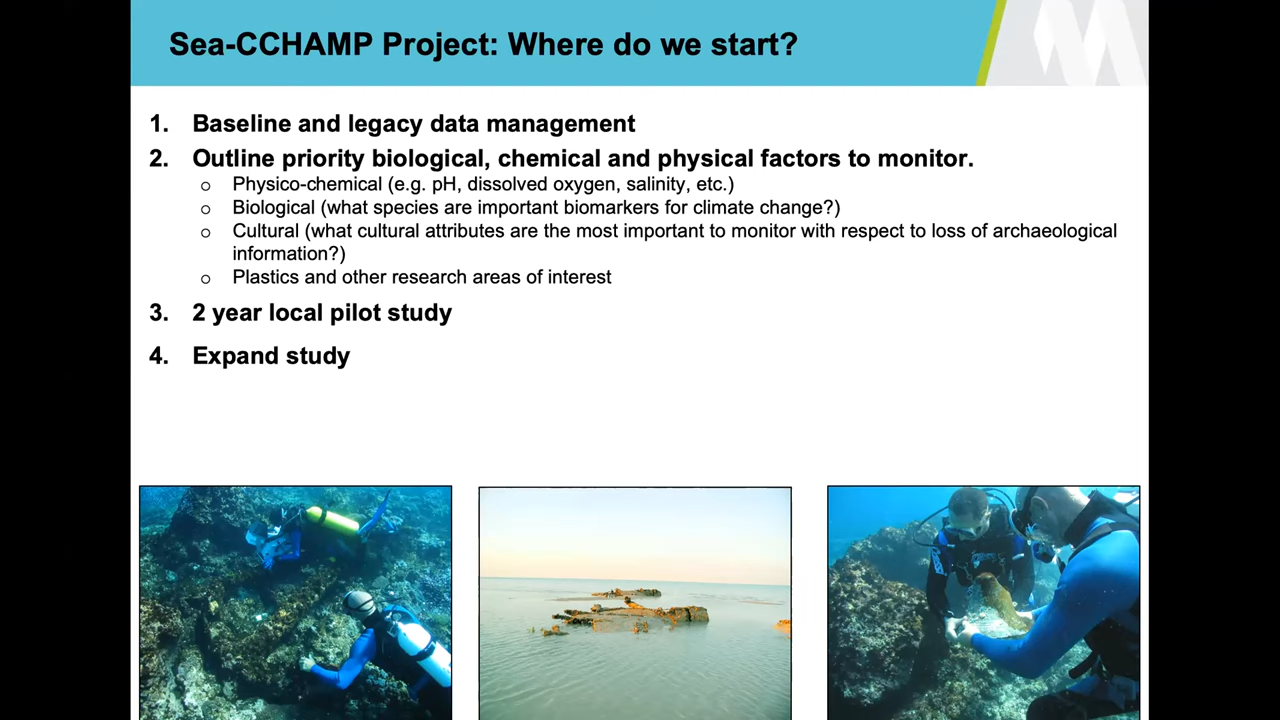 Sea-CCHAMP Project: Where do we start?
1. Baseline and legacy data management
2. Outline priority biological, chemical and physical factors to monitor.
o Physico-chemical (e.g. pH, dissolved oxygen, salinity, etc.)
o Biological (what species are important biomarkers for climate change?)
o Cultural (what cultural attributes are the most important to monitor with respect to loss of archaeological
information?)
o Plastics and other research areas of interest
3. 2 year local pilot study
4. Expand study